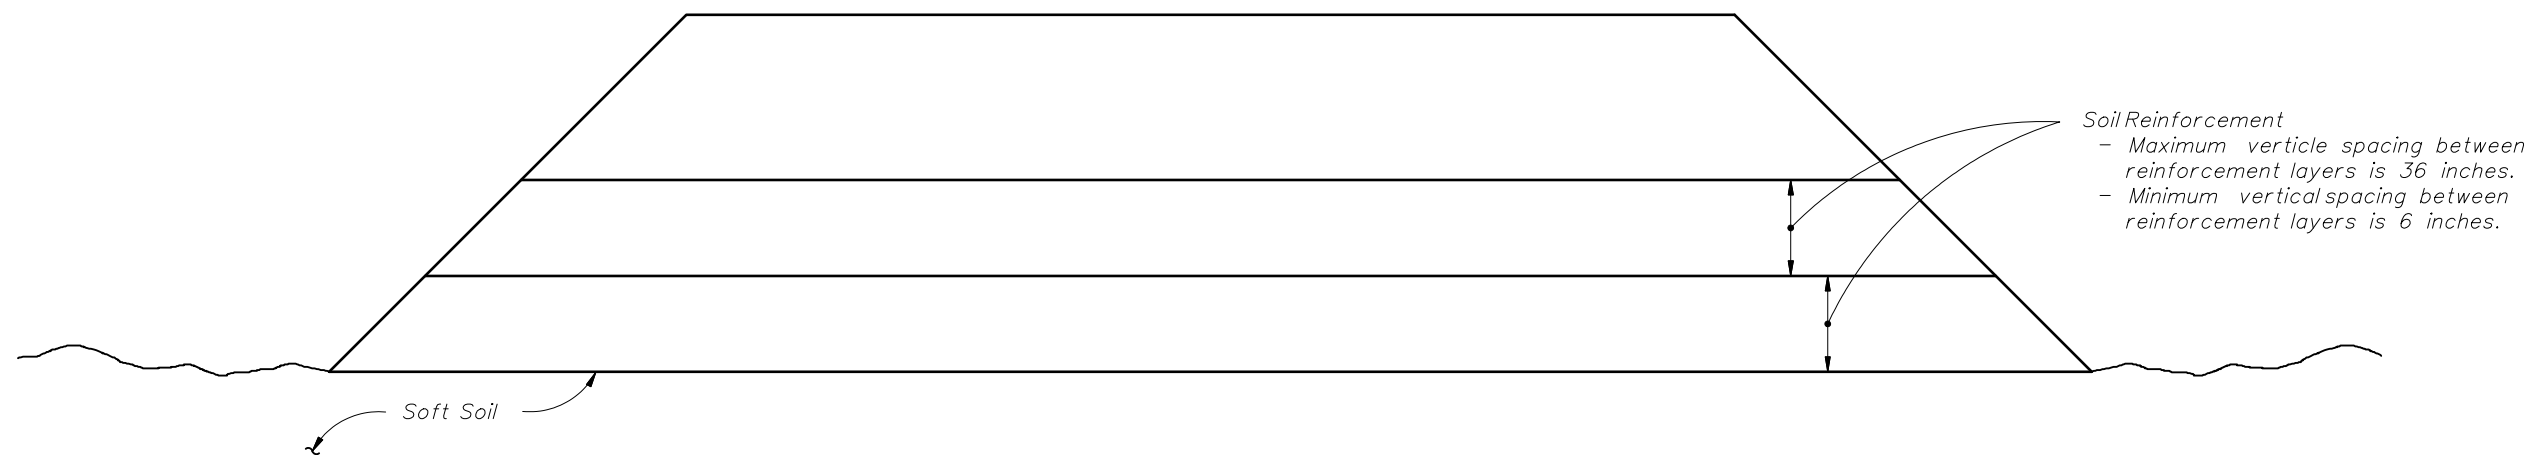 Soil Reinforcement
- Maximum verticle spacing between
reinforcement layers is 36 inches.
- Minimum vertical spacing between
reinforcement layers is 6 inches.
Soft Soil